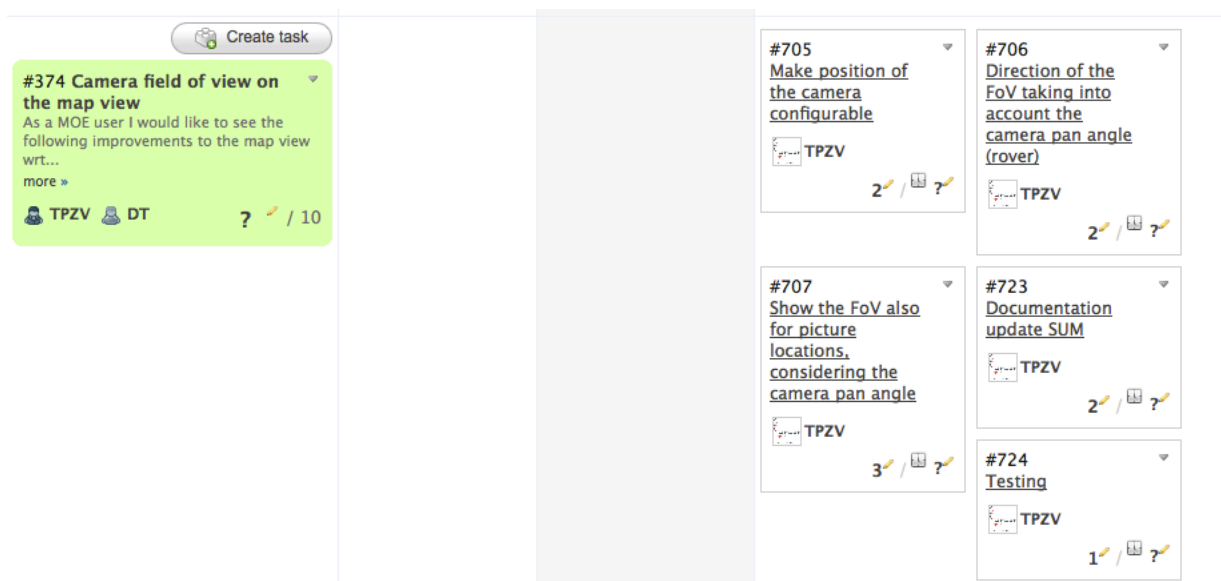 Create task
#374 Camera field of view on
the map view
As a MOE user I would like to see the
following improvements to the map view
wrt...
more »
TPZV DT ? / 10
#705
Make position of
the camera
configurable
TPZV
2 / ?
#706
Direction of the
FoV taking into
account the
camera pan angle
(rover)
TPZV
2 / ?
#707
Show the FoV also
for picture
locations,
considering the
camera pan angle
TPZV
3 / ?
#723
Documentation
update SUM
TPZV
2 / ?
#724
Testing
TPZV
1 / ?